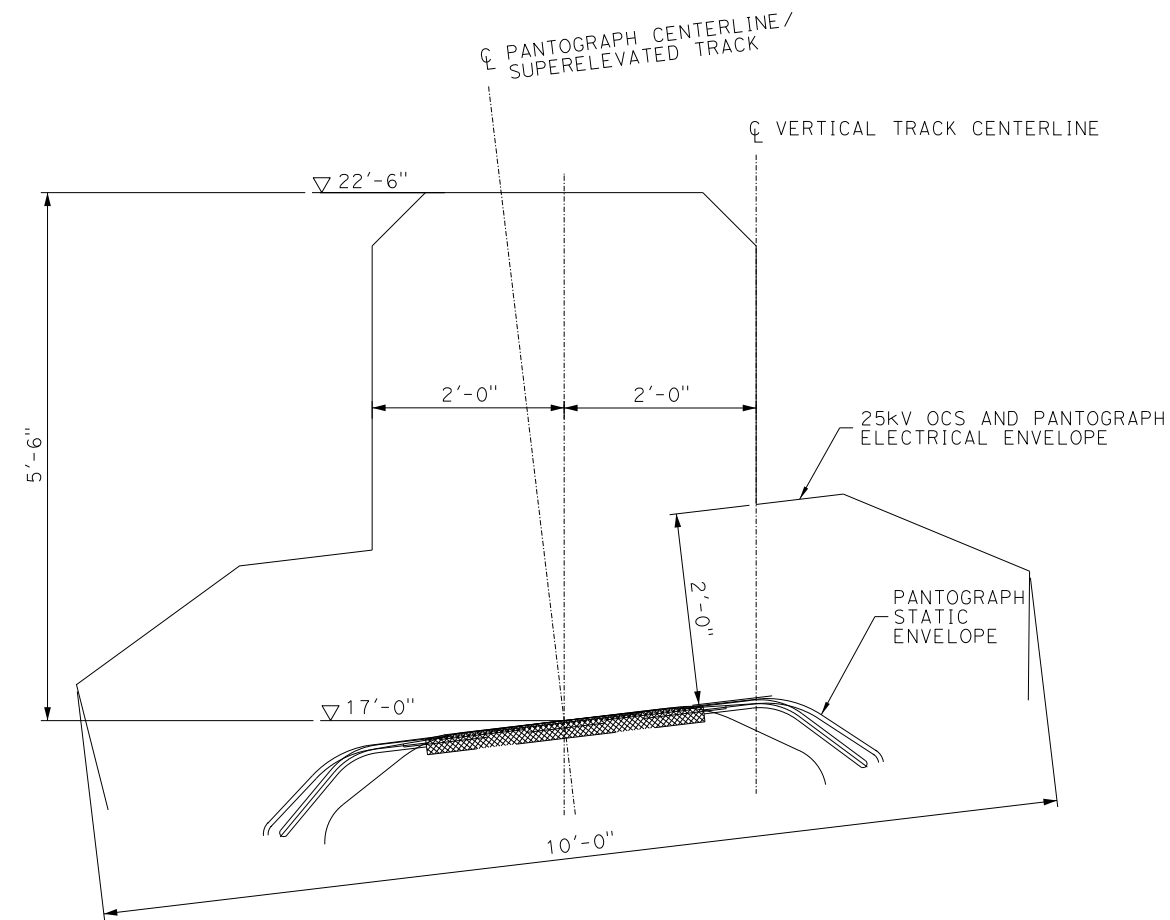 ℄ PANTOGRAPH CENTERLINE/
SUPERELEVATED TRACK
℄ VERTICAL TRACK CENTERLINE
22'-6"
2'-0"
2'-0"
5'-6"
25kV OCS AND PANTOGRAPH
ELECTRICAL ENVELOPE
2'-0"
PANTOGRAPH
STATIC
ENVELOPE
17'-0"
10'-0"